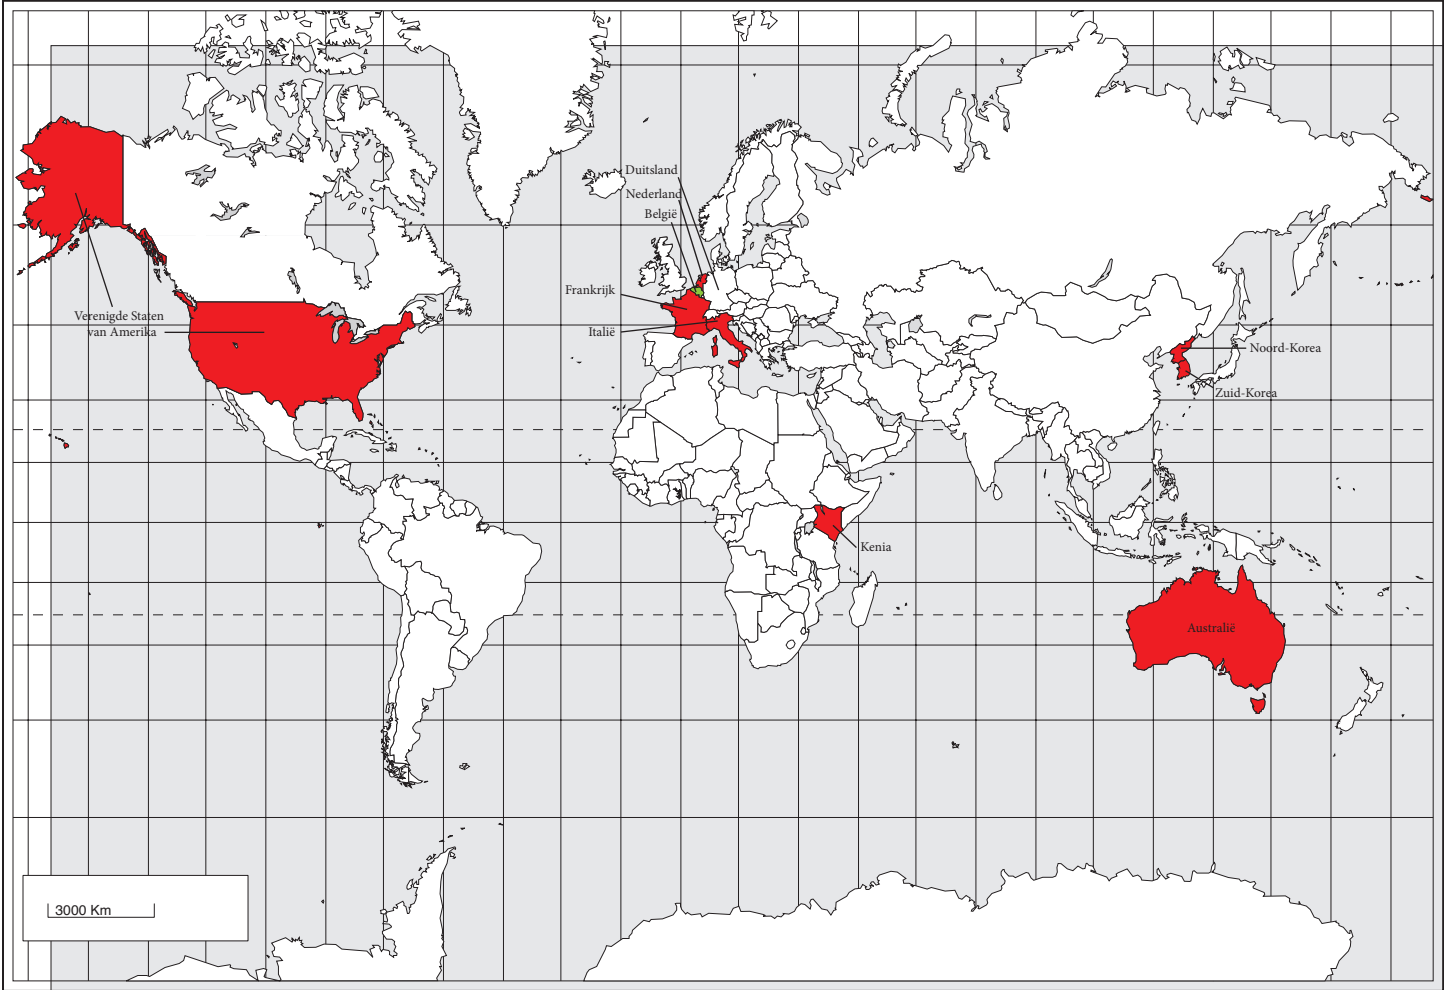 Duitsland
Nederland
België
Frankrijk
Italië
Verenigde Staten
van Amerika
Noord-Korea
Zuid-Korea
Kenia
Australië
3000 Km